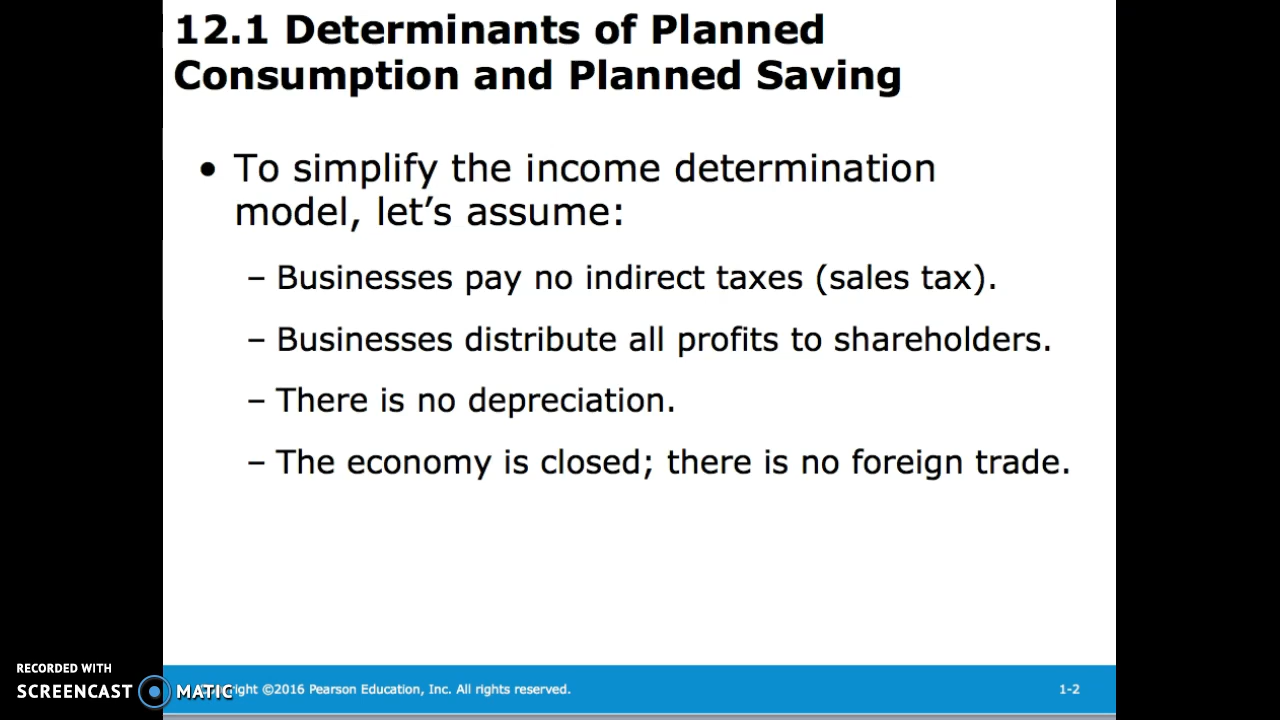 12.1 Determinants of Planned
Consumption and Planned Saving
• To simplify the income determination
model, let’s assume:
– Businesses pay no indirect taxes (sales tax).
– Businesses distribute all profits to shareholders.
– There is no depreciation.
– The economy is closed; there is no foreign trade.
RECORDED WITH
SCREENCAST MATIC
©2016 Pearson Education, Inc. All rights reserved.
1-2